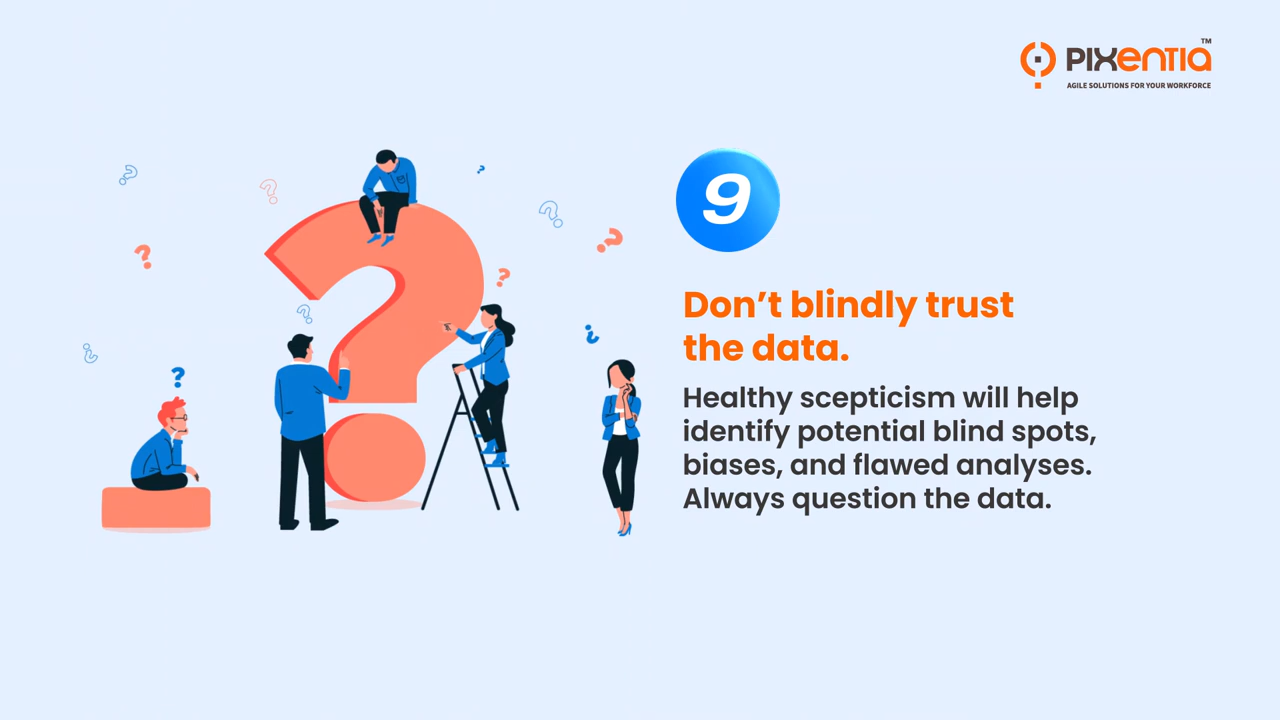 PIXENTIA™
AGILE SOLUTIONS FOR YOUR WORKFORCE
9
Don’t blindly trust
the data.
Healthy scepticism will help
identify potential blind spots,
biases, and flawed analyses.
Always question the data.